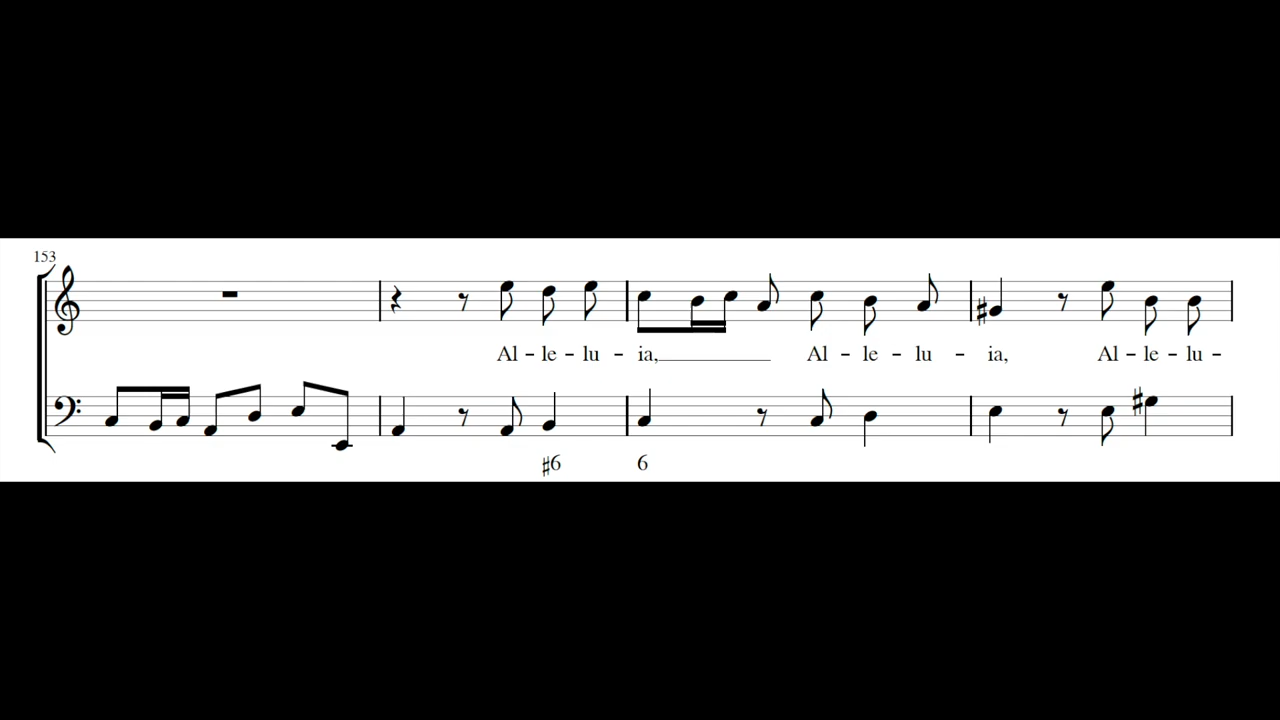 153
Al - le - lu - ia, Al - le - lu - ia, Al - le - lu -
♯6 6